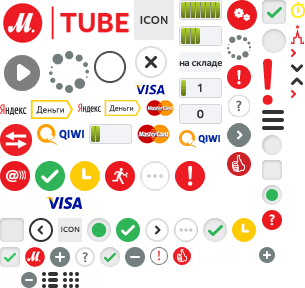 м. TUBE
ICON
на складе
1
0
VISA
Яндекс Деньги
Яндекс Деньги
MasterCard
QIWI
MasterCard
QIWI
VISA
ICON
м.